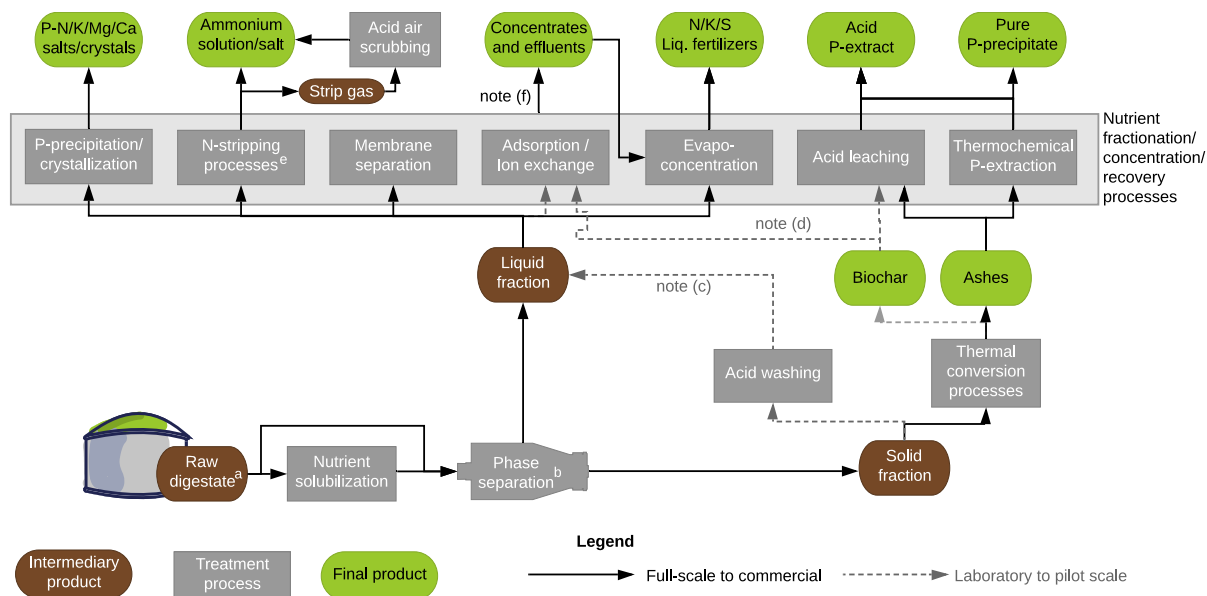 P-N/K/Mg/Ca
salts/crystals
Ammonium
solution/salt
Acid air
scrubbing
Concentrates
and effluents
N/K/S
Liq. fertilizers
Acid
P-extract
Pure
P-precipitate
Strip gas
note (f)
P-precipitation/
crystallization
N-stripping
processes e
Membrane
separation
Adsorption /
Ion exchange
Evapo-
concentration
Acid leaching
Thermochemical
P-extraction
Nutrient
fractionation/
concentration/
recovery
processes
note (d)
Liquid
fraction
note (c)
Biochar
Ashes
Acid washing
Thermal
conversion
processes
Raw
digestate a
Nutrient
solubilization
Phase
separation b
Solid
fraction
Legend
Intermediary
product
Treatment
process
Final product
Full-scale to commercial
Laboratory to pilot scale